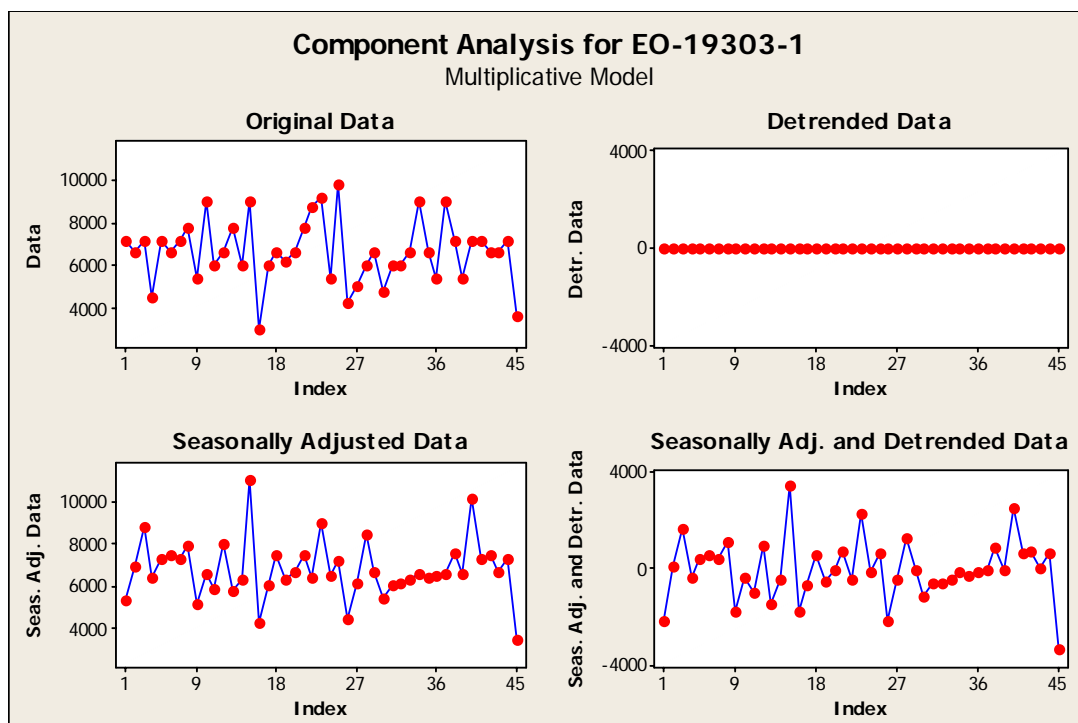 Component Analysis for EO-19303-1
Multiplicative Model
Original Data
Data
10000
8000
6000
4000
1 9 18 27 36 45
Index
Detrended Data
Detr. Data
4000
0
-4000
1 9 18 27 36 45
Index
Seasonally Adjusted Data
Seas. Adj. Data
10000
8000
6000
4000
1 9 18 27 36 45
Index
Seasonally Adj. and Detrended Data
Seas. Adj. and Detr. Data
4000
0
-4000
1 9 18 27 36 45
Index